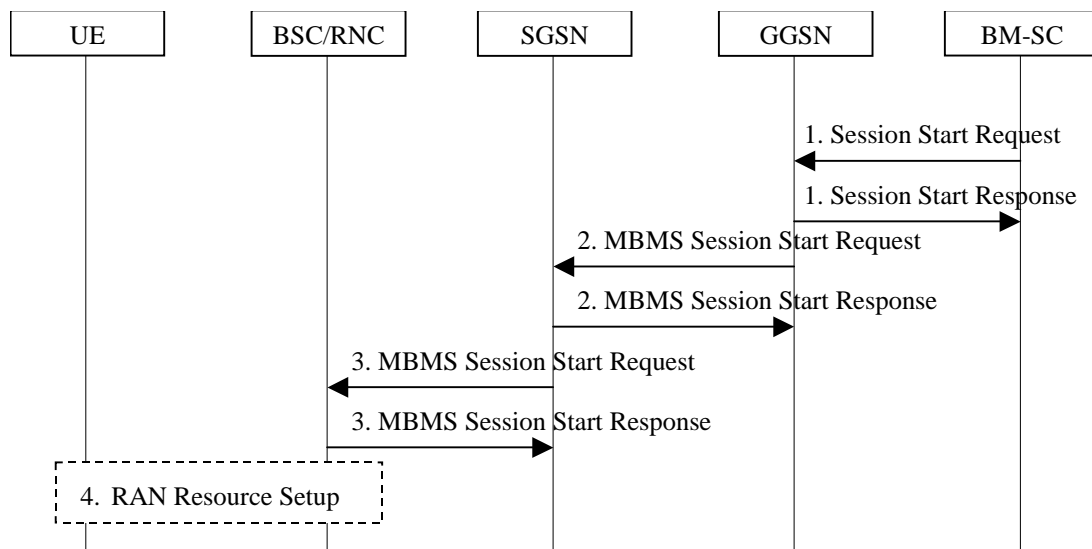 UE
BSC/RNC
SGSN
GGSN
BM-SC
1. Session Start Request
1. Session Start Response
2. MBMS Session Start Request
2. MBMS Session Start Response
3. MBMS Session Start Request
3. MBMS Session Start Response
4. RAN Resource Setup